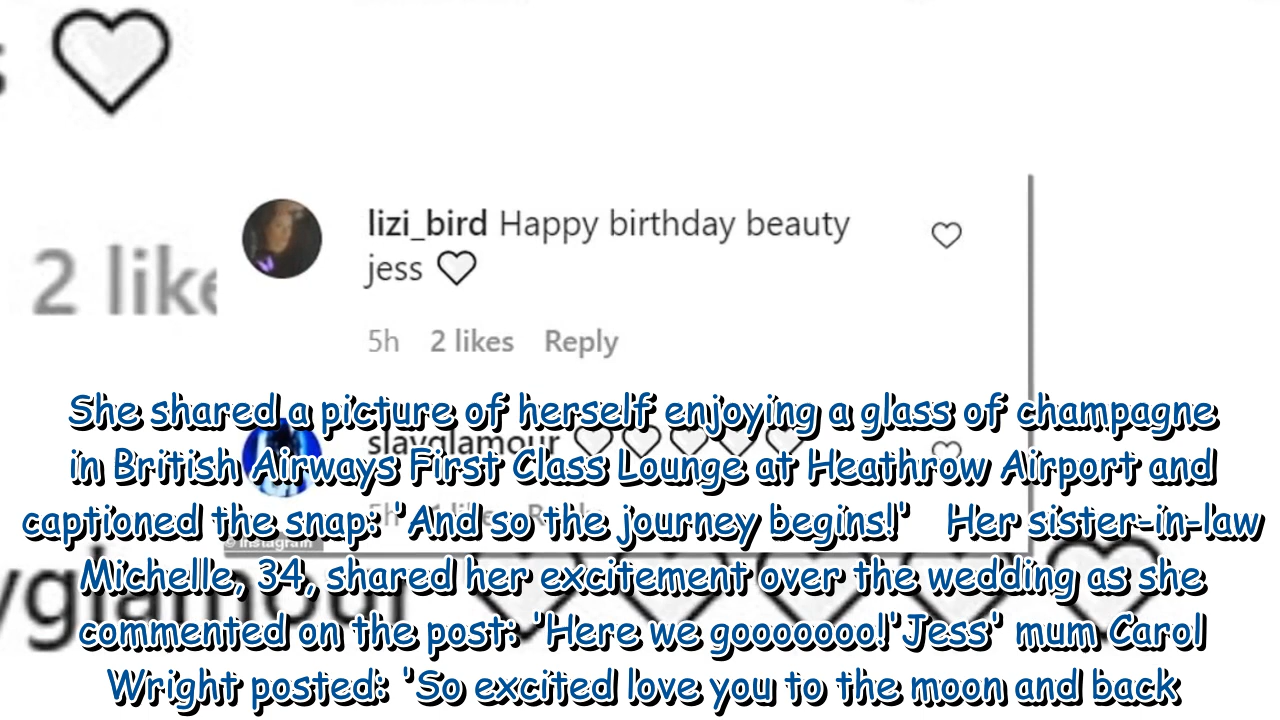 2 like
lizi_bird Happy birthday beauty
jess
5h 2 likes Reply
slayglamour
She shared a picture of herself enjoying a glass of champagne
in British Airways First Class Lounge at Heathrow Airport and
captioned the snap: 'And so the journey begins!' Her sister-in-law
Michelle, 34, shared her excitement over the wedding as she
commented on the post: 'Here we gooooooo!'Jess' mum Carol
Wright posted: 'So excited love you to the moon and back
© Instagram
yglamour